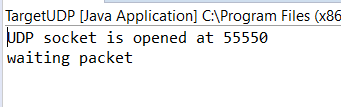 TargetUDP [Java Application] C:\Program Files (x86
UDP socket is opened at 55550
waiting packet